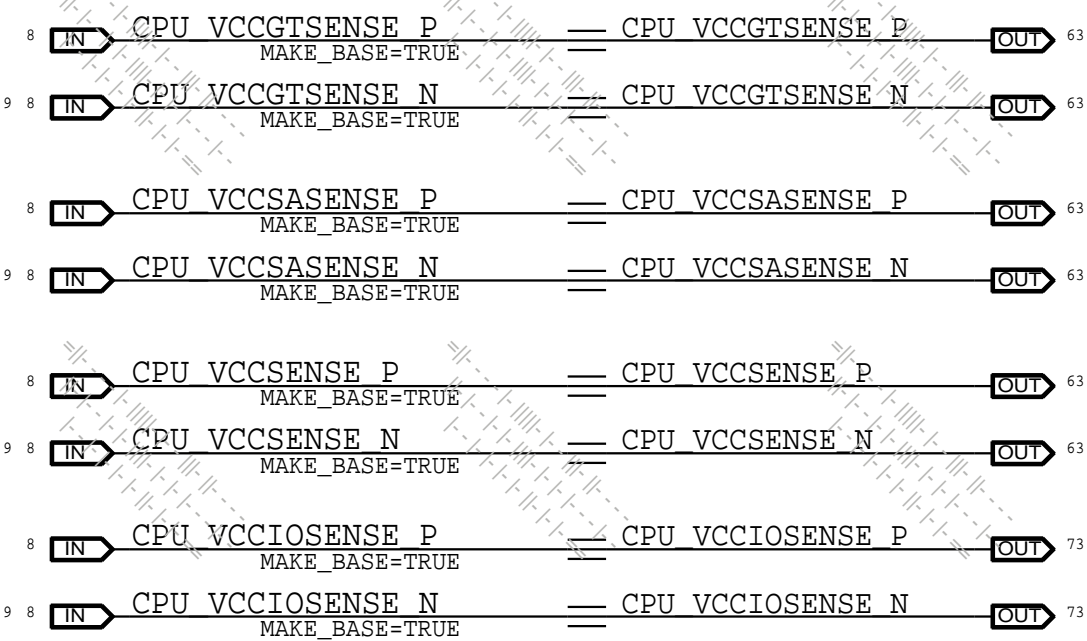 8 IN CPU_VCCGTSENSE_P CPU_VCCGTSENSE_P OUT 63
MAKE_BASE=TRUE
9 8 IN CPU_VCCGTSENSE_N CPU_VCCGTSENSE_N OUT 63
MAKE_BASE=TRUE
8 IN CPU_VCCSASENSE_P CPU_VCCSASENSE_P OUT 63
MAKE_BASE=TRUE
9 8 IN CPU_VCCSASENSE_N CPU_VCCSASENSE_N OUT 63
MAKE_BASE=TRUE
8 IN CPU_VCCSENSE_P CPU_VCCSENSE_P OUT 63
MAKE_BASE=TRUE
9 8 IN CPU_VCCSENSE_N CPU_VCCSENSE_N OUT 63
MAKE_BASE=TRUE
8 IN CPU_VCCIOSENSE_P CPU_VCCIOSENSE_P OUT 73
MAKE_BASE=TRUE
9 8 IN CPU_VCCIOSENSE_N CPU_VCCIOSENSE_N OUT 73
MAKE_BASE=TRUE